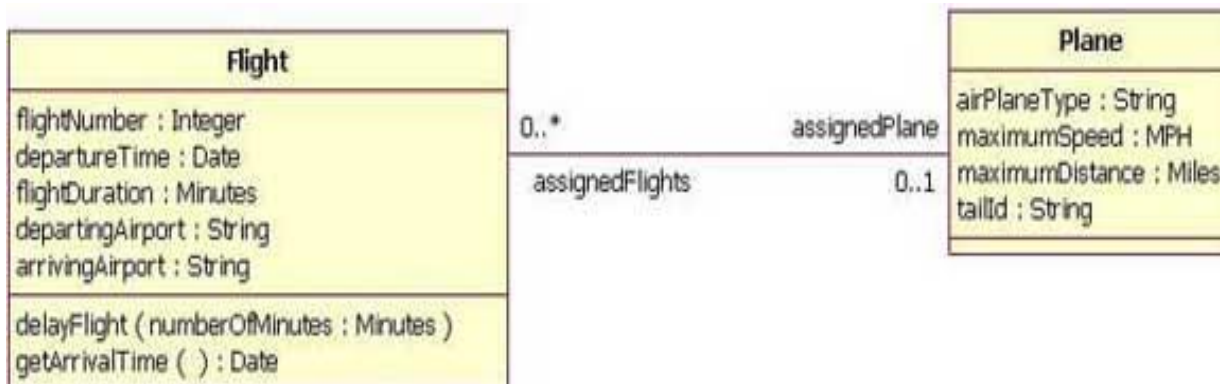 Flight
flightNumber : Integer
departureTime : Date
flightDuration : Minutes
departingAirport : String
arrivingAirport : String
delayFlight ( numberOfMinutes : Minutes )
getArrivalTime ( ) : Date
0..*
assignedPlane
assignedFlights
0..1
Plane
airPlaneType : String
maximumSpeed : MPH
maximumDistance : Miles
tailId : String